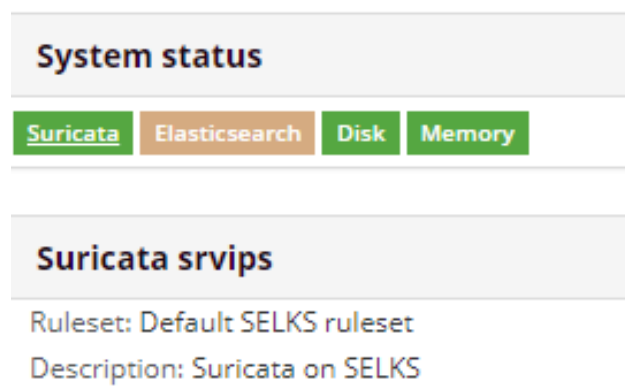 System status
Suricata Elasticsearch Disk Memory
Suricata srvips
Ruleset: Default SELKS ruleset
Description: Suricata on SELKS